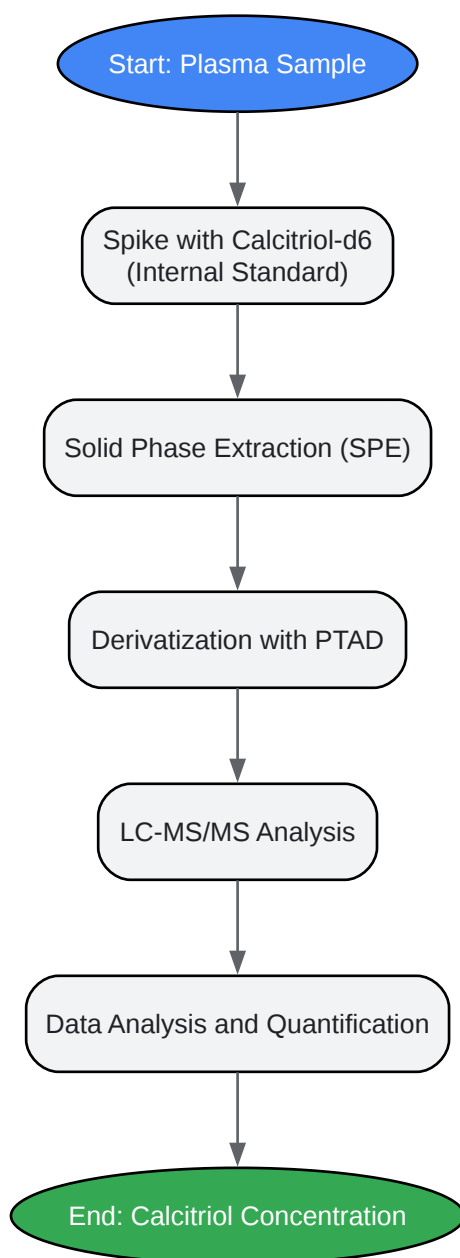 Start: Plasma Sample
Spike with Calcitriol-d6
(Internal Standard)
Solid Phase Extraction (SPE)
Derivatization with PTAD
LC-MS/MS Analysis
Data Analysis and Quantification
End: Calcitriol Concentration